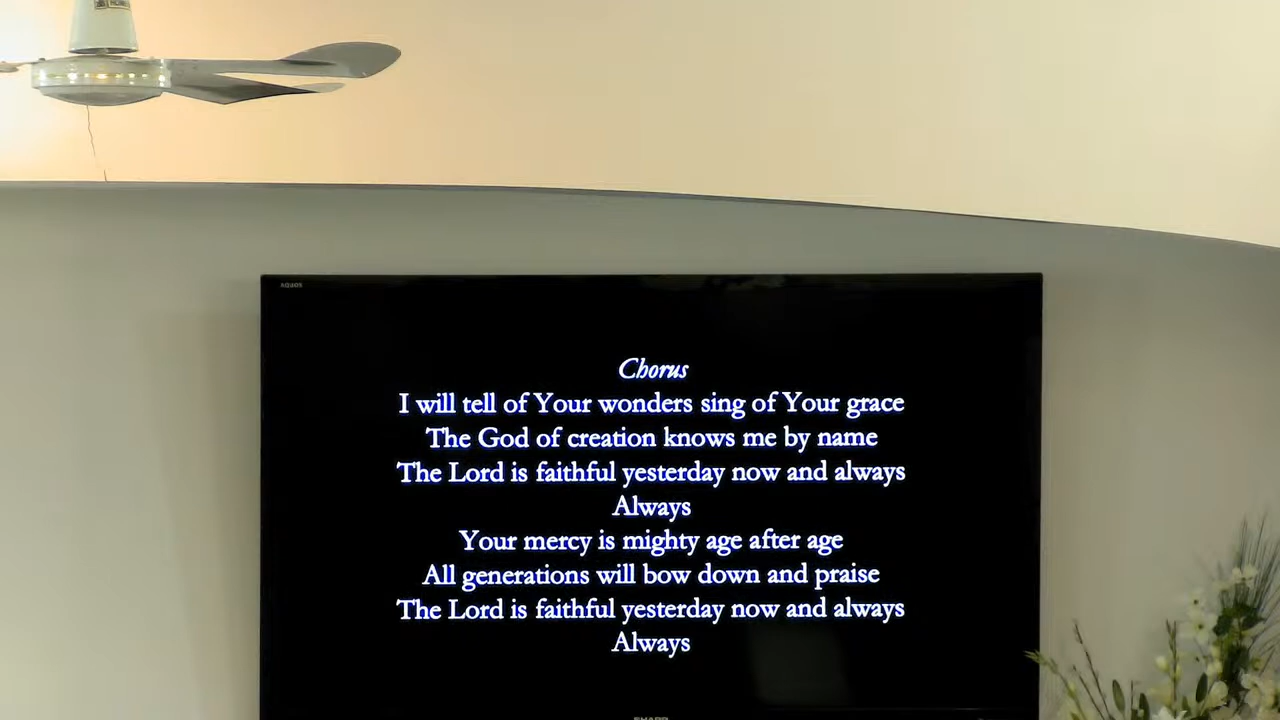 AQUOS
Chorus
I will tell of Your wonders sing of Your grace
The God of creation knows me by name
The Lord is faithful yesterday now and always
Always
Your mercy is mighty age after age
All generations will bow down and praise
The Lord is faithful yesterday now and always
Always
SHARP